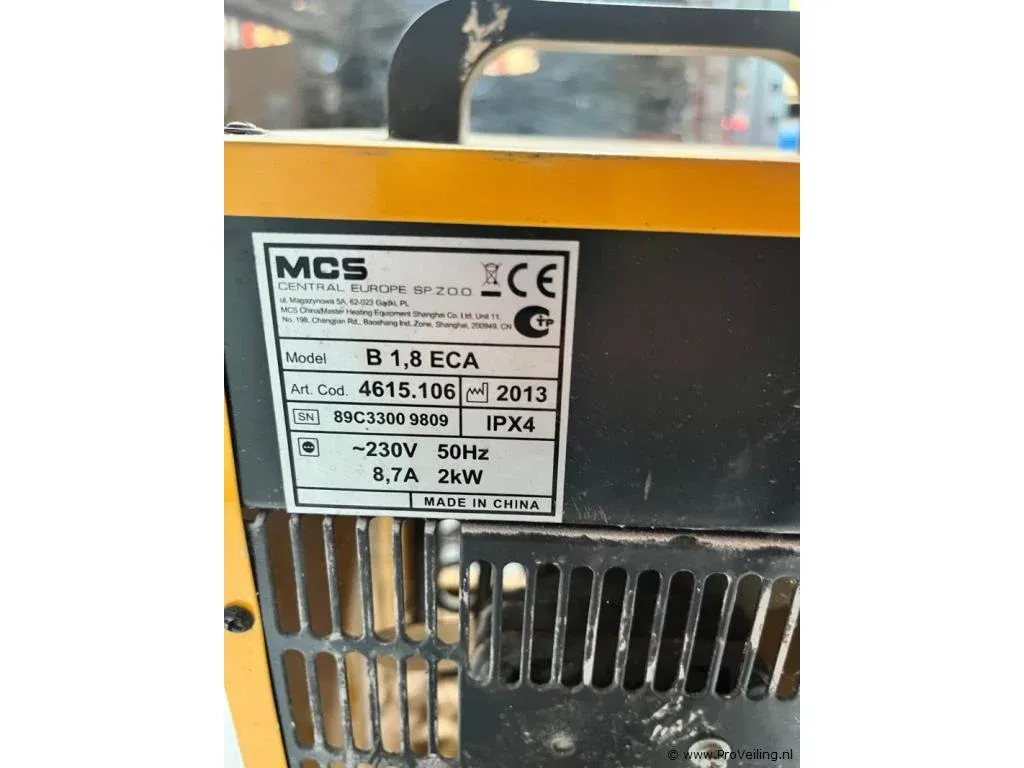 MCS
CENTRAL EUROPE SP.ZO.O
ul. Magazynowa 5A, 62-023 Gądki, PL
MCS China/Master Heating Equipment Shanghai Co. Ltd, Unit 11,
No. 198, Changjian Rd., Baoshang Ind, Zone, Shanghai, 200949, CN
CE
TP
Model B 1,8 ECA
Art. Cod. 4615.106 2013
SN 89C3300 9809 IPX4
~230V 50Hz
8,7A 2kW
MADE IN CHINA
© www.ProVeiling.nl